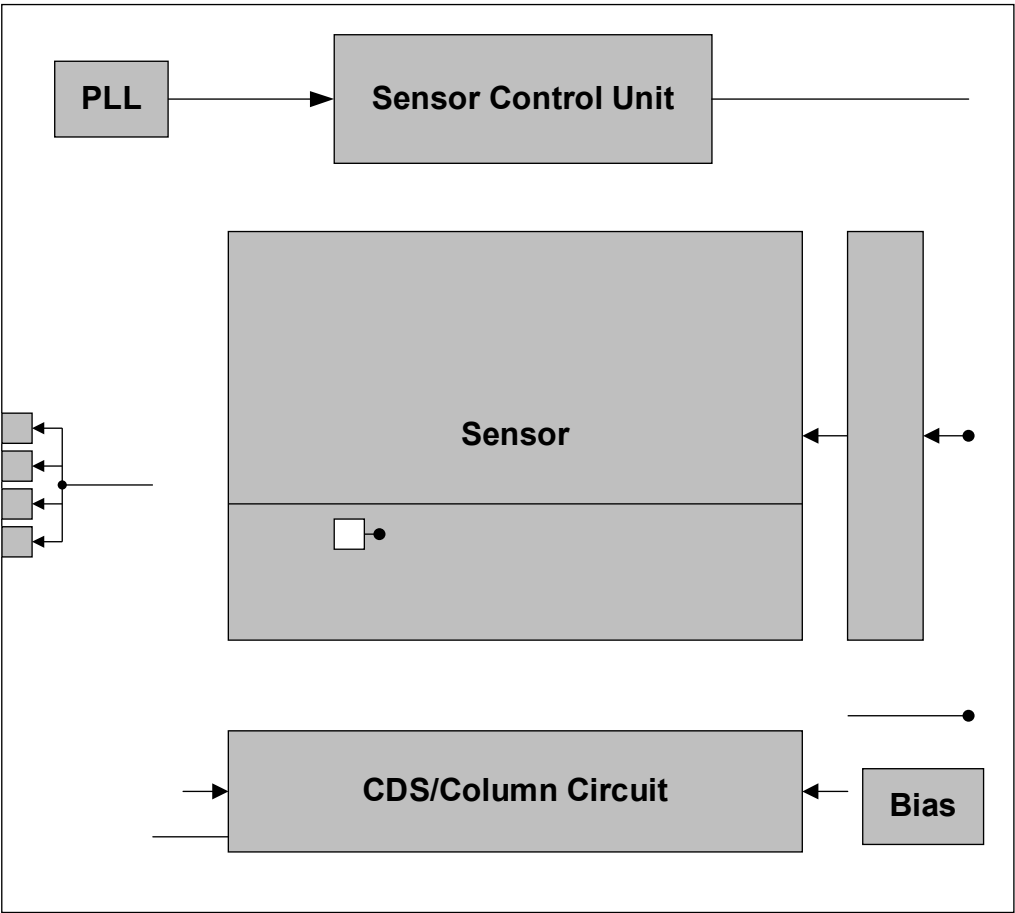 PLL
Sensor Control Unit
Sensor
CDS/Column Circuit
Bias